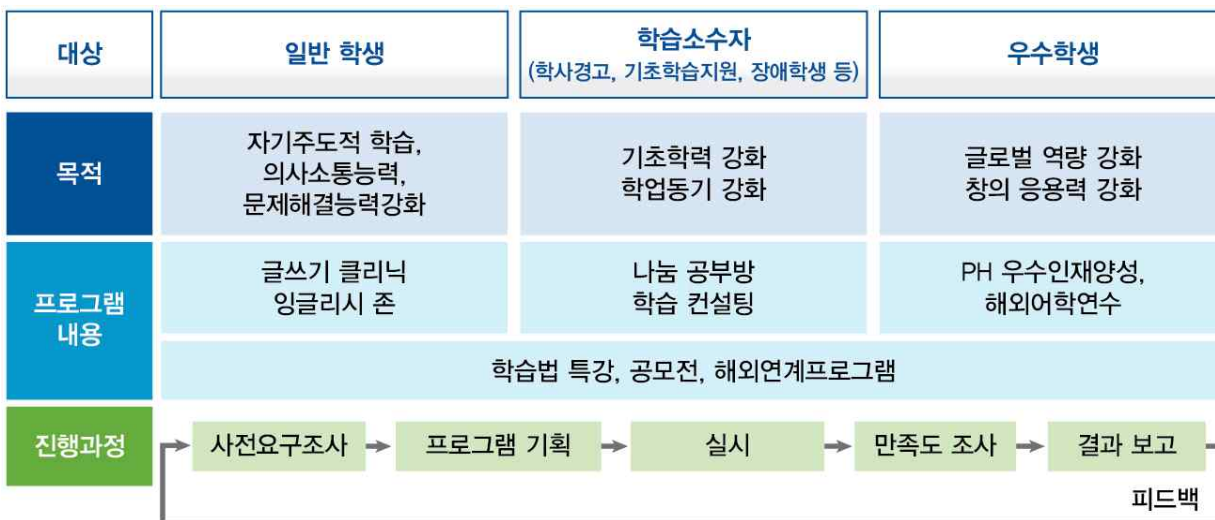 대상
일반 학생
학습소수자
(학사경고, 기초학습지원, 장애학생 등)
우수학생
목적
자기주도적 학습,
의사소통능력,
문제해결능력강화
기초학력 강화
학업동기 강화
글로벌 역량 강화
창의 응용력 강화
프로그램
내용
글쓰기 클리닉
잉글리시 존
나눔 공부방
학습 컨설팅
PH 우수인재양성,
해외어학연수
학습법 특강, 공모전, 해외연계프로그램
진행과정
사전요구조사
프로그램 기획
실시
만족도 조사
결과 보고
피드백